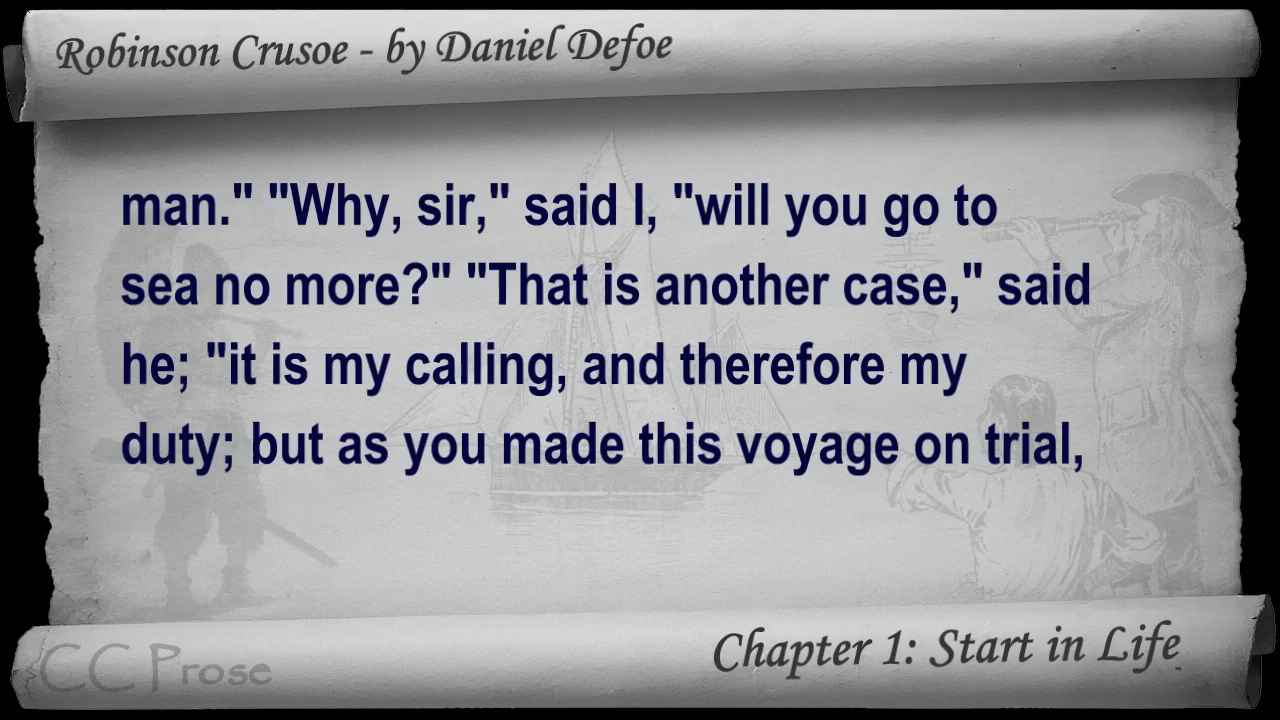 Robinson Crusoe - by Daniel Defoe
man." "Why, sir," said I, "will you go to
sea no more?" "That is another case," said
he; "it is my calling, and therefore my
duty; but as you made this voyage on trial,
Chapter 1: Start in Life
CC Prose